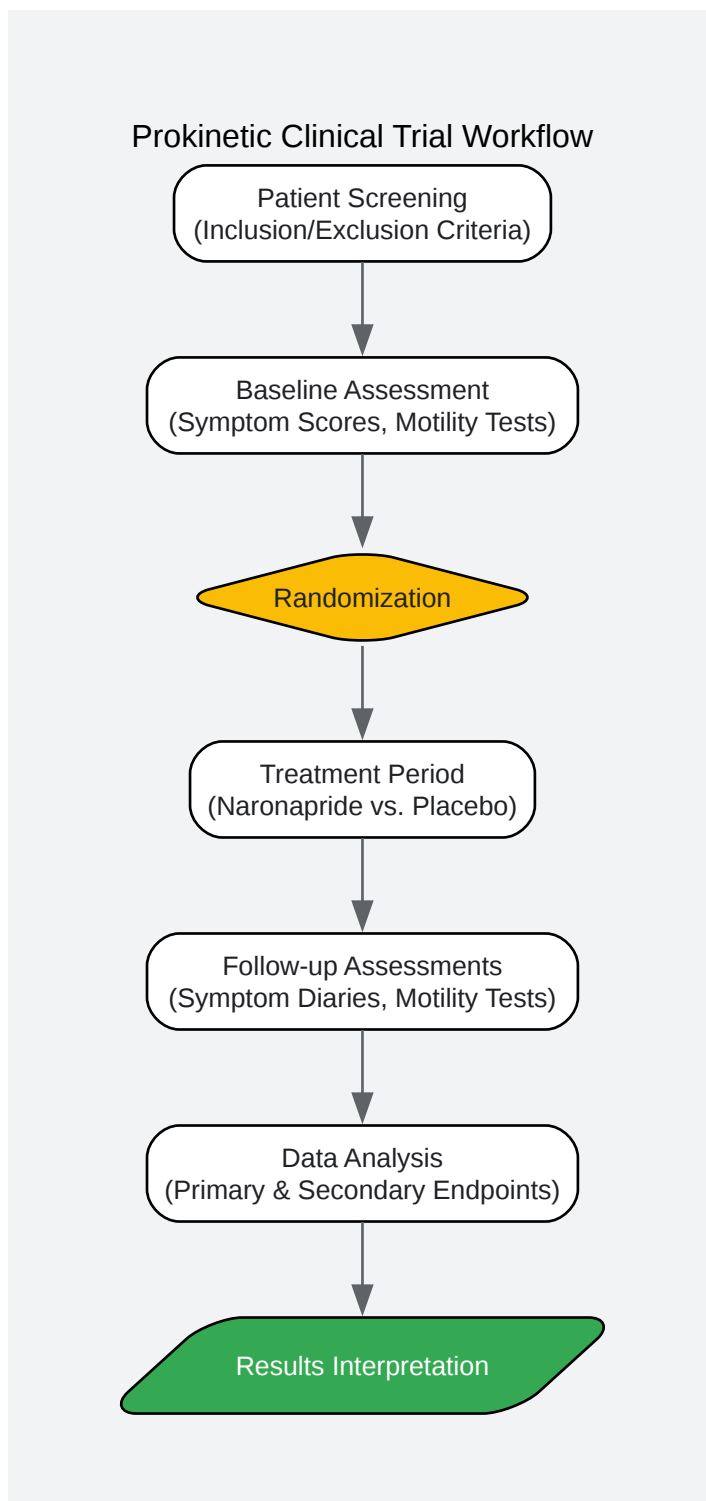 Prokinetic Clinical Trial Workflow
Patient Screening
(Inclusion/Exclusion Criteria)
Baseline Assessment
(Symptom Scores, Motility Tests)
Randomization
Treatment Period
(Naronapride vs. Placebo)
Follow-up Assessments
(Symptom Diaries, Motility Tests)
Data Analysis
(Primary & Secondary Endpoints)
Results Interpretation